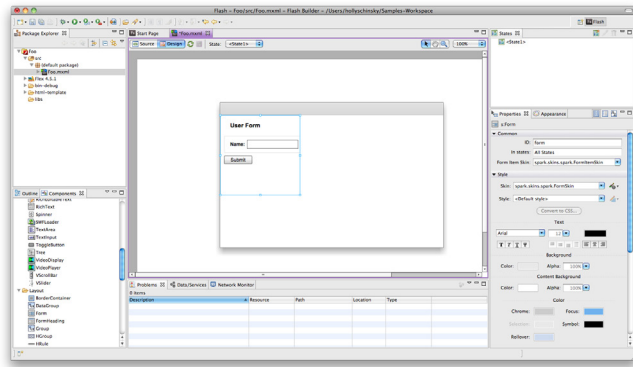 Flash - Foo/src/Foo.mxml - Flash Builder - /Users/hollyschinsky/Samples-Workspace
Flash
Package Explorer
Start Page
*Foo.mxml
States
Source
Design
State:
<State1>
100%
<State1>
Foo
src
(default package)
Foo.mxml
Flex 4.5.1
bin-debug
html-template
libs
User Form
Name:
Submit
Properties
Appearance
s:Form
Common
ID:
form
In states:
All States
Form Item Skin:
spark.skins.spark.FormItemSkin
Style
Skin:
spark.skins.spark.FormSkin
Style:
<Default style>
Convert to CSS...
Text
Arial
12
T T T
Background
Color:
Alpha:
100%
Content Background
Color:
Alpha:
100%
Color
Chrome:
Focus:
Symbol:
Rollover:
Outline
Components
RichText
Spinner
SWFLoader
TextArea
TextInput
ToggleButton
Tree
VideoDisplay
VideoPlayer
VScrollBar
VSlider
Layout
BorderContainer
DataGroup
Form
FormHeading
Group
HGroup
HRule
Problems
Data/Services
Network Monitor
0 items
Description
Resource
Path
Location
Type